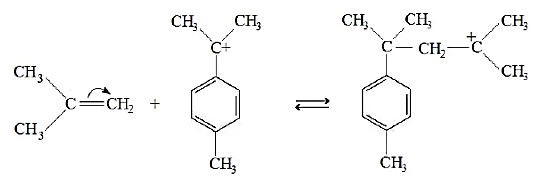 CH₃ CH₃ CH₃ CH₃
C+ C CH₂ C + CH₃
CH₃ CH₃
C=CH₂ + ⇌
CH₃
CH₃ CH₃